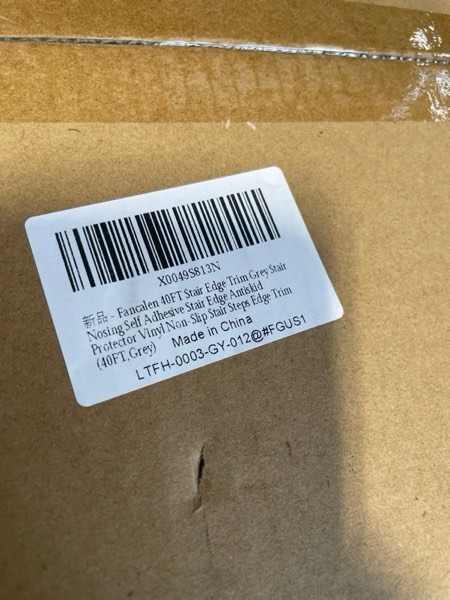 X0049S813N
新品 - Fancalen 40FT Stair Edge Trim Grey Stair
Nosing Self Adhesive Stair Edge Antiskid
Protector Vinyl Non-Slip Stair Steps Edge Trim
(40FT,Grey)
Made in China
LTFH-0003-GY-012@#FGUS1